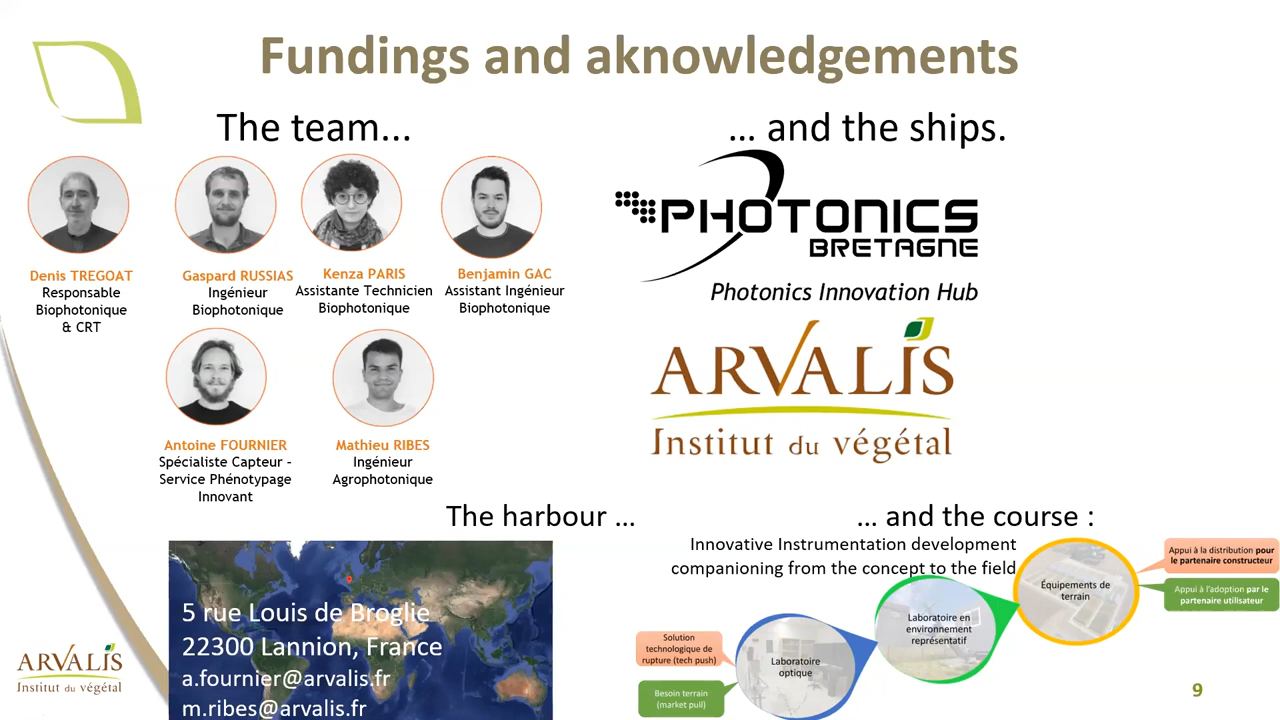 Fundings and aknowledgements
The team...
... and the ships.
PHOTONICS
BRETAGNE
Photonics Innovation Hub
ARVALIS
Institut du végétal
Denis TREGOAT
Responsable
Biophotonique
& CRT
Gaspard RUSSIAS
Ingénieur
Biophotonique
Kenza PARIS
Assistante Technicien
Biophotonique
Benjamin GAC
Assistant Ingénieur
Biophotonique
Antoine FOURNIER
Spécialiste Capteur –
Service Phénotypage
Innovant
Mathieu RIBES
Ingénieur
Agrophotonique
The harbour ...
5 rue Louis de Broglie
22300 Lannion, France
a.fournier@arvalis.fr
m.ribes@arvalis.fr
... and the course :
Innovative Instrumentation development
companioning from the concept to the field
Solution
technologique de
rupture (tech push)
Besoin terrain
(market pull)
Laboratoire
optique
Laboratoire en
environnement
représentatif
Équipements de
terrain
Appui à la distribution pour
le partenaire constructeur
Appui à l'adoption par le
partenaire utilisateur
ARVALIS
Institut du végétal
9